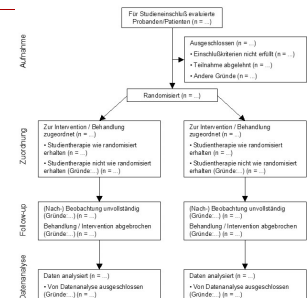 Für Studieneinschluß evaluierte
Probanden/Patienten (n = ...)
Aufnahme
Ausgeschlossen (n = ...)
• Einschlußkriterien nicht erfüllt (n = ...)
• Teilnahme abgelehnt (n = ...)
• Andere Gründe (n = ...)
Randomisiert (n = ...)
Zuordnung
Zur Intervention / Behandlung
zugeordnet (n = ...)
• Studientherapie wie randomisiert
erhalten (n = ...)
• Studientherapie nicht wie randomisiert
erhalten (Gründe:...) (n = ...)
Zur Intervention / Behandlung
zugeordnet (n = ...)
• Studientherapie wie randomisiert
erhalten (n = ...)
• Studientherapie nicht wie randomisiert
erhalten (Gründe:...) (n = ...)
Follow-up
(Nach-) Beobachtung unvollständig
(Gründe:...) (n = ...)
Behandlung / Intervention abgebrochen
(Gründe:...) (n = ...)
(Nach-) Beobachtung unvollständig
(Gründe:...) (n = ...)
Behandlung / Intervention abgebrochen
(Gründe:...) (n = ...)
Datenanalyse
Daten analysiert (n = ...)
• Von Datenanalyse ausgeschlossen
(Gründe:...) (n = ...)
Daten analysiert (n = ...)
• Von Datenanalyse ausgeschlossen
(Gründe:...) (n = ...)